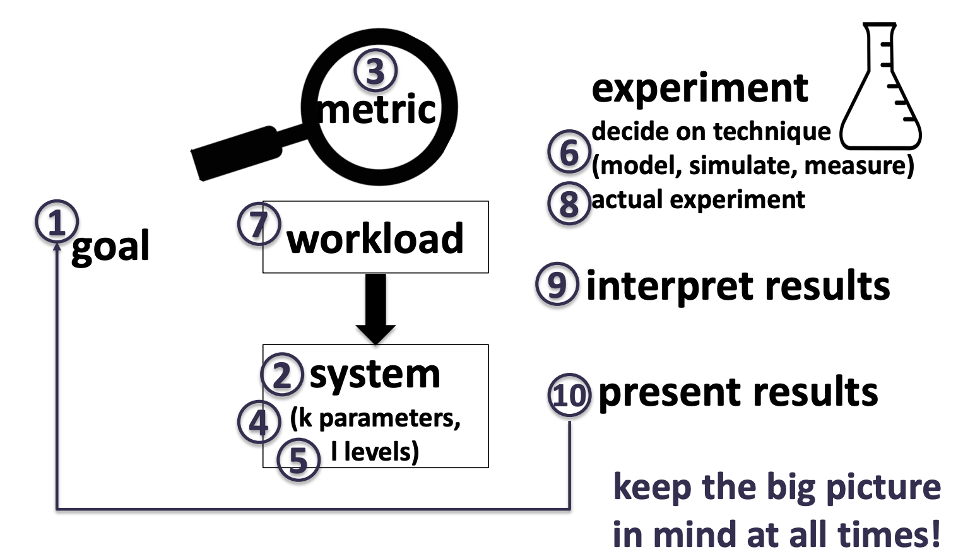 3
metric
experiment
decide on technique
6
(model, simulate, measure)
8
actual experiment
1
goal
7
workload
9
interpret results
2
system
4
(k parameters,
5
l levels)
10
present results
keep the big picture
in mind at all times!